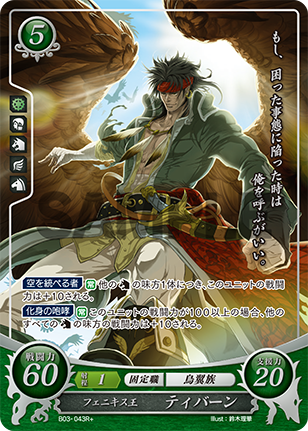 5
もし、困った事態に陥った時は
俺を呼ぶがいい。
SAMPLE
空を統べる者 常 他の の味方1体につき、このユニットの戦闘
力は+10される。
化身の咆哮 常 このユニットの戦闘力が100以上の場合、他の
すべての の味方の戦闘力は+10される。
戦闘力
60
射程 1 固定職 鳥翼族
支援力
20
フェニキス王 ティバーン
B03-043R+ Illust:鈴木理華